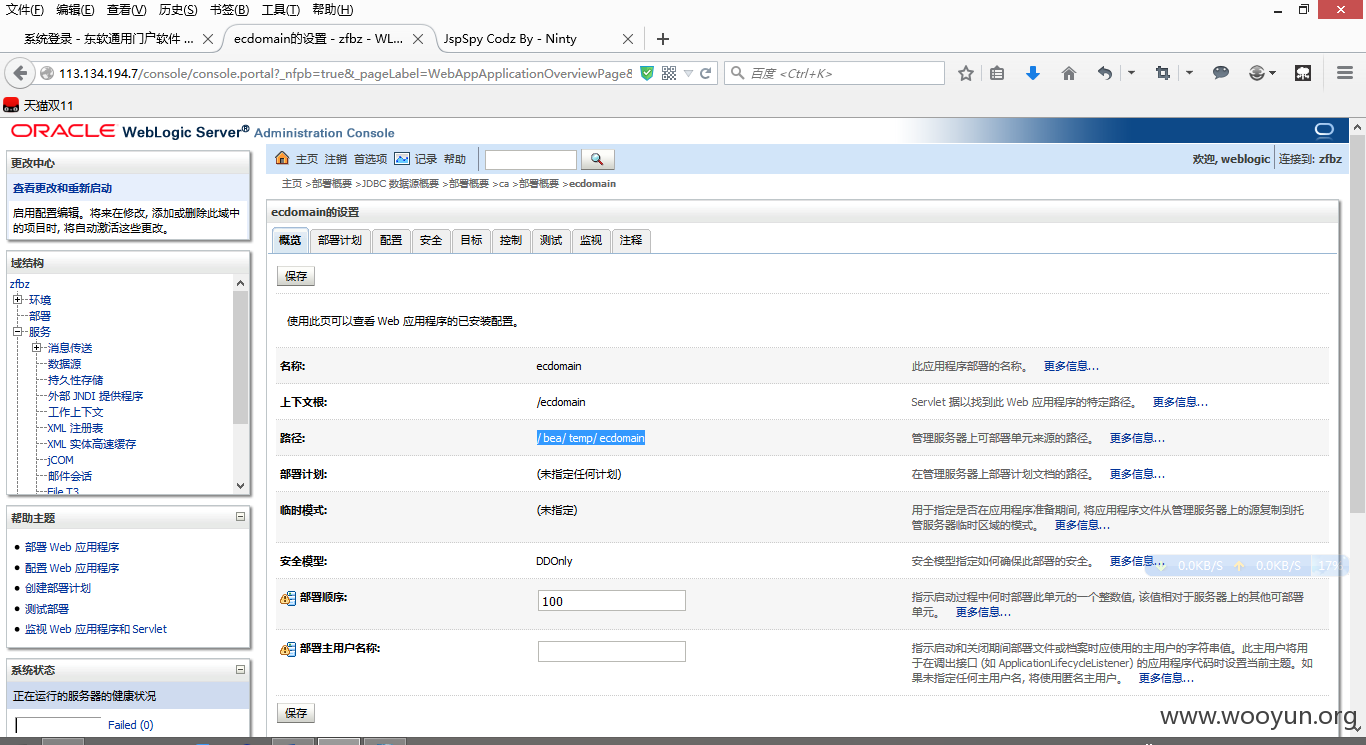 文件(F) 编辑(E) 查看(V) 历史(S) 书签(B) 工具(T) 帮助(H)
系统登录 - 东软通用门户软件 ... ecdomain的设置 - zfbz - WL... JspSpy Codz By - Ninty
113.134.194.7/console/console.portal?_nfpb=true&_pageLabel=WebAppApplicationOverviewPage& 百度 <Ctrl+K>
天猫双11
ORACLE WebLogic Server® Administration Console
更改中心
查看更改和重新启动
启用配置编辑。将来在修改, 添加或删除此域中
的项目时, 将自动激活这些更改。
域结构
zfbz
环境
部署
服务
消息传送
数据源
持久性存储
外部 JNDI 提供程序
工作上下文
XML 注册表
XML 实体高速缓存
jCOM
邮件会话
File T3
帮助主题
部署 Web 应用程序
配置 Web 应用程序
创建部署计划
测试部署
监视 Web 应用程序和 Servlet
系统状态
正在运行的服务器的健康状况
Failed (0)
主页 注销 首选项 记录 帮助
欢迎, weblogic 连接到: zfbz
主页 >部署概要 >JDBC 数据源概要 >部署概要 >ca >部署概要 >ecdomain
ecdomain的设置
概览 部署计划 配置 安全 目标 控制 测试 监视 注释
保存
使用此页可以查看 Web 应用程序的已安装配置。
名称: ecdomain 此应用程序部署的名称。 更多信息...
上下文根: /ecdomain Servlet 据以找到此 Web 应用程序的特定路径。 更多信息...
路径: / bea/ temp/ ecdomain 管理服务器上可部署单元来源的路径。 更多信息...
部署计划: (未指定任何计划) 在管理服务器上部署计划文档的路径。 更多信息...
临时模式: (未指定) 用于指定是否在应用程序准备期间, 将应用程序文件从管理服务器上的源复制到托
管服务器临时区域的模式。 更多信息...
安全模型: DDOnly 安全模型指定如何确保此部署的安全。 更多信息...
0.0KB/S 0.0KB/S 17%
部署顺序: 100 指示启动过程中何时部署此单元的一个整数值, 该值相对于服务器上的其他可部署
单元。 更多信息...
部署主用户名称: 指示启动和关闭期间部署文件或档案时应使用的主用户的字符串值。此主用户将用
于在调出接口 (如 ApplicationLifecycleListener) 的应用程序代码时设置当前主题。如
果未指定任何主用户名, 将使用匿名主用户。 更多信息...
保存
www.wooyun.org